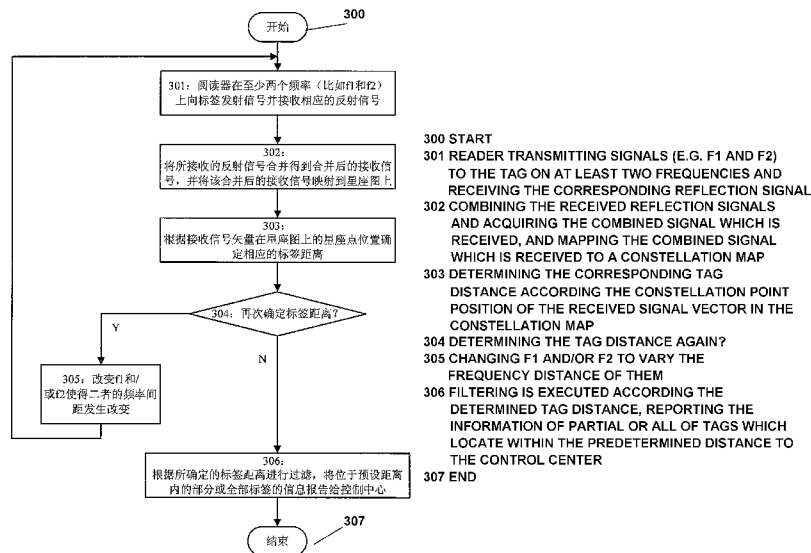 300
开始
301：阅读器在至少两个频率（比如f1和f2）
上向标签发射信号并接收相应的反射信号
302：
将所接收的反射信号合并得到合并后的接收信
号，并将该合并后的接收信号映射到星座图上
303：
根据接收信号矢量在星座图上的星座点位置确
定相应的标签距离
304：再次确定标签距离？
Y
N
305：改变f1和/
或f2使得二者的频率间
距发生改变
306：
根据所确定的标签距离进行过滤，将位于预设距离
内的部分或全部标签的信息报告给控制中心
307
结束
300 START
301 READER TRANSMITTING SIGNALS (E.G. F1 AND F2)
TO THE TAG ON AT LEAST TWO FREQUENCIES AND
RECEIVING THE CORRESPONDING REFLECTION SIGNAL
302 COMBINING THE RECEIVED REFLECTION SIGNALS
AND ACQUIRING THE COMBINED SIGNAL WHICH IS
RECEIVED, AND MAPPING THE COMBINED SIGNAL
WHICH IS RECEIVED TO A CONSTELLATION MAP
303 DETERMINING THE CORRESPONDING TAG
DISTANCE ACCORDING THE CONSTELLATION POINT
POSITION OF THE RECEIVED SIGNAL VECTOR IN THE
CONSTELLATION MAP
304 DETERMINING THE TAG DISTANCE AGAIN?
305 CHANGING F1 AND/OR F2 TO VARY THE
FREQUENCY DISTANCE OF THEM
306 FILTERING IS EXECUTED ACCORDING THE
DETERMINED TAG DISTANCE, REPORTING THE
INFORMATION OF PARTIAL OR ALL OF TAGS WHICH
LOCATE WITHIN THE PREDETERMINED DISTANCE TO
THE CONTROL CENTER
307 END